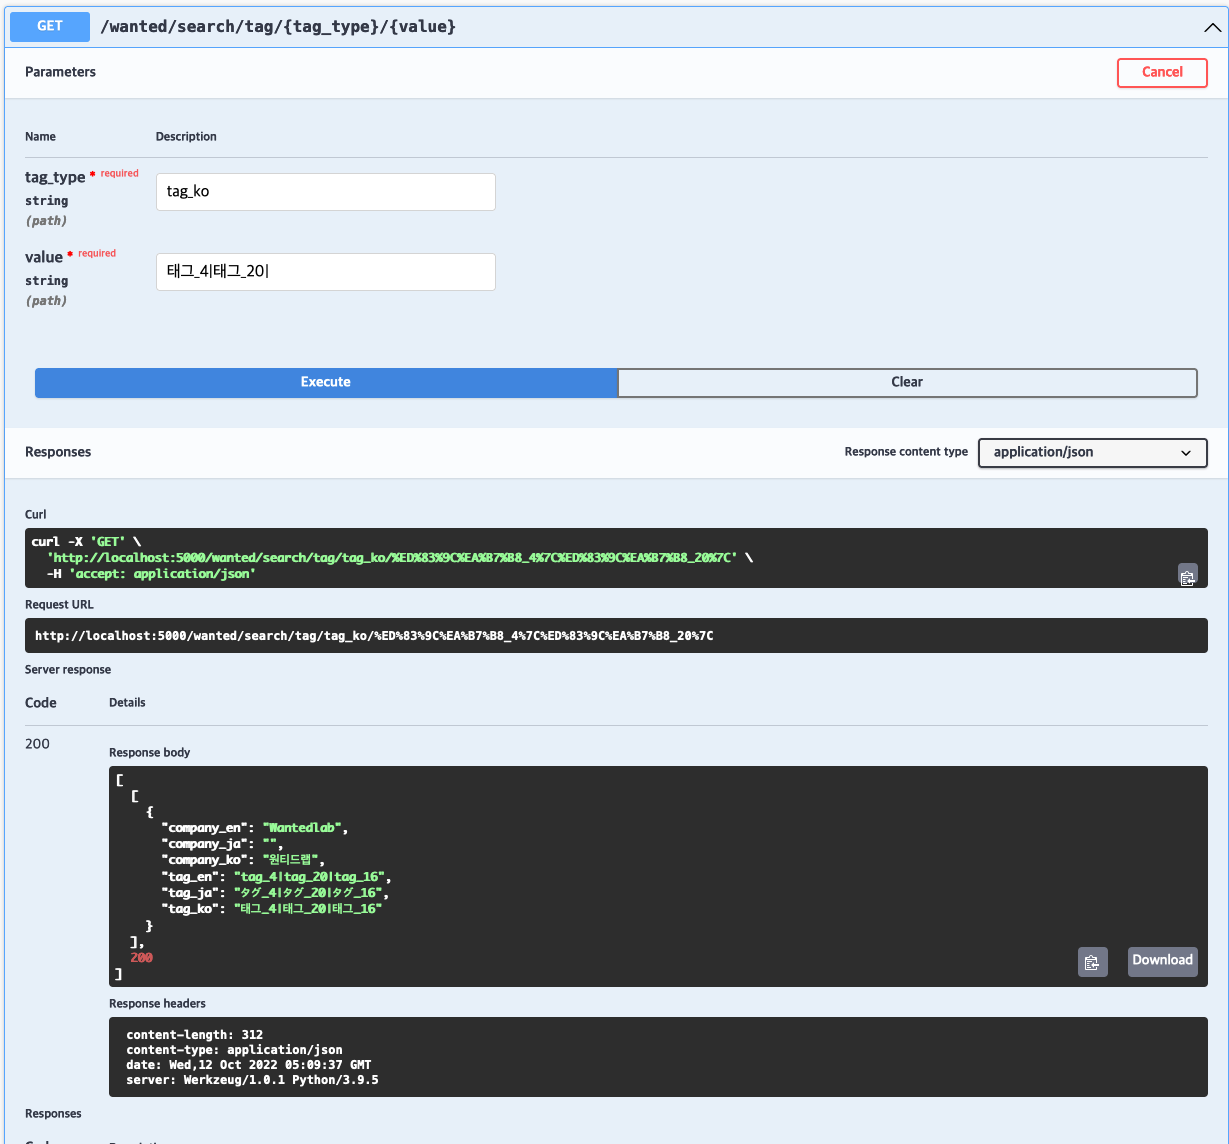 GET /wanted/search/tag/{tag_type}/{value}
Parameters
Cancel
Name Description
tag_type * required
string
(path)
tag_ko
value * required
string
(path)
태그_4|태그_20|
Execute
Clear
Responses
Response content type
application/json
Curl
curl -X 'GET' \
'http://localhost:5000/wanted/search/tag/tag_ko/%ED%83%9C%EA%B7%B8_4%7C%ED%83%9C%EA%B7%B8_20%7C' \
-H 'accept: application/json'
Request URL
http://localhost:5000/wanted/search/tag/tag_ko/%ED%83%9C%EA%B7%B8_4%7C%ED%83%9C%EA%B7%B8_20%7C
Server response
Code Details
200
Response body
[
[
{
"company_en": "Wantedlab",
"company_ja": "",
"company_ko": "원티드랩",
"tag_en": "tag_4|tag_20|tag_16",
"tag_ja": "タグ_4|タグ_20|タグ_16",
"tag_ko": "태그_4|태그_20|태그_16"
}
],
200
]
Download
Response headers
content-length: 312
content-type: application/json
date: Wed,12 Oct 2022 05:09:37 GMT
server: Werkzeug/1.0.1 Python/3.9.5
Responses